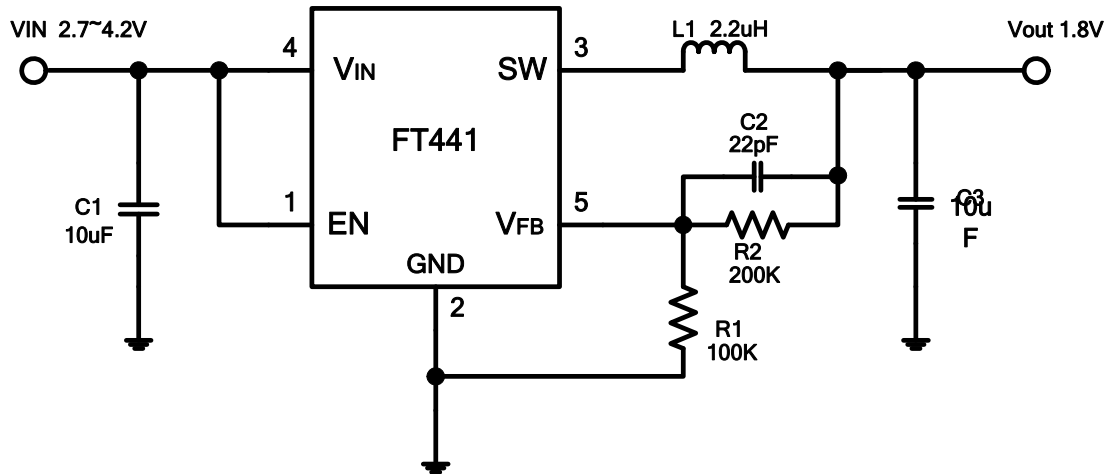 VIN 2.7~4.2V
4
VIN
SW
3
L1 2.2uH
Vout 1.8V
FT441
C2
22pF
C1
10uF
1
EN
VFB
5
C3
10u
F
R2
200K
GND
2
R1
100K